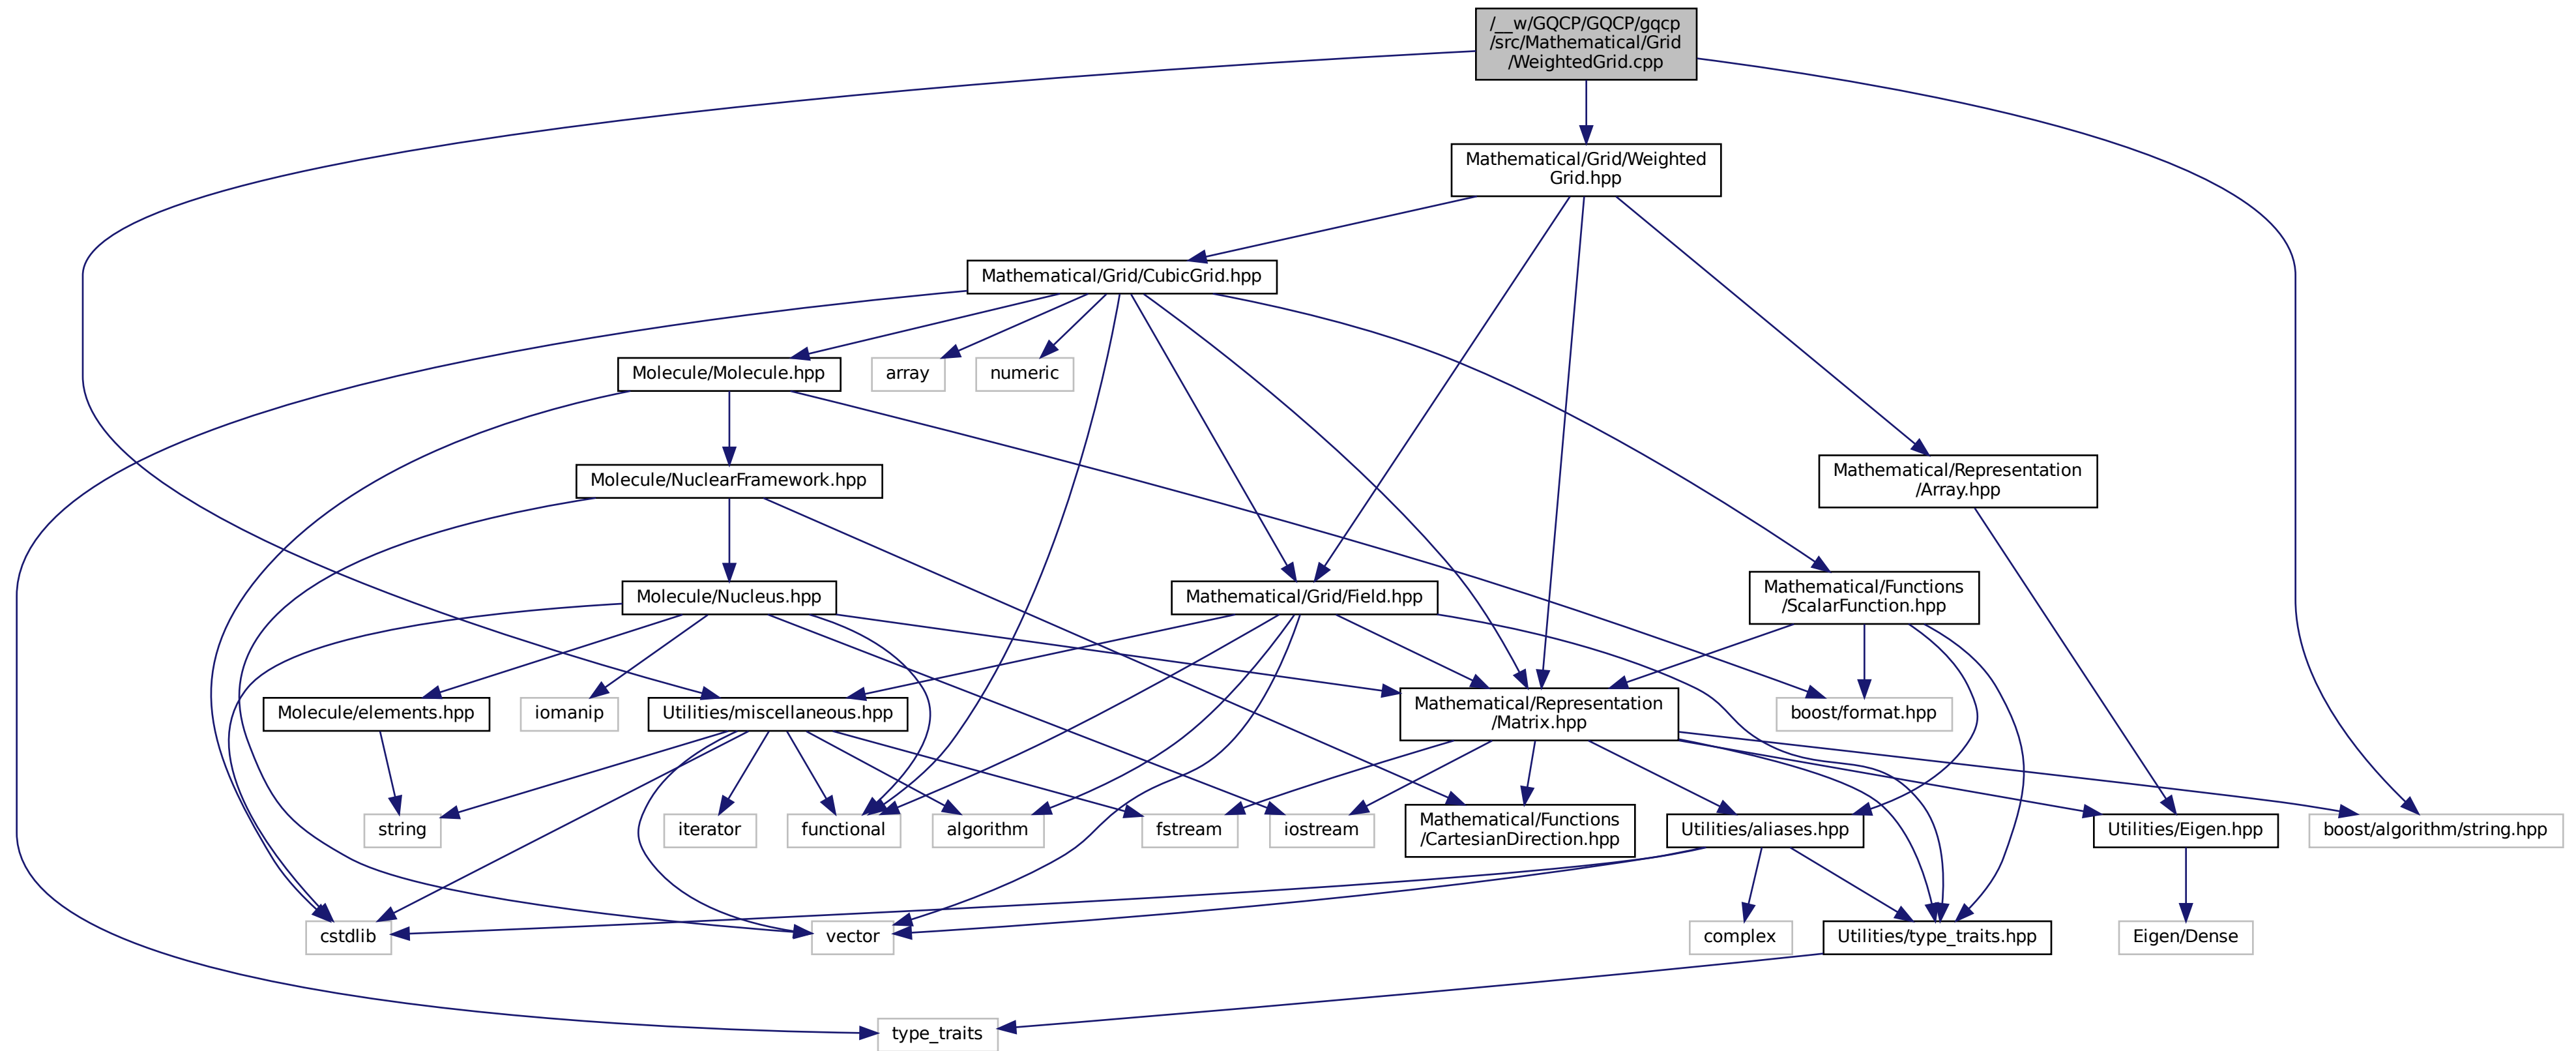 /__w/GQCP/GQCP/gqcp
/src/Mathematical/Grid
/WeightedGrid.cpp
Mathematical/Grid/Weighted
Grid.hpp
Mathematical/Grid/CubicGrid.hpp
Molecule/Molecule.hpp
array
numeric
Molecule/NuclearFramework.hpp
Mathematical/Representation
/Array.hpp
Molecule/Nucleus.hpp
Mathematical/Grid/Field.hpp
Mathematical/Functions
/ScalarFunction.hpp
Molecule/elements.hpp
iomanip
Utilities/miscellaneous.hpp
Mathematical/Representation
/Matrix.hpp
boost/format.hpp
string
iterator
functional
algorithm
fstream
iostream
Mathematical/Functions
/CartesianDirection.hpp
Utilities/aliases.hpp
Utilities/Eigen.hpp
boost/algorithm/string.hpp
cstdlib
vector
complex
Utilities/type_traits.hpp
Eigen/Dense
type_traits